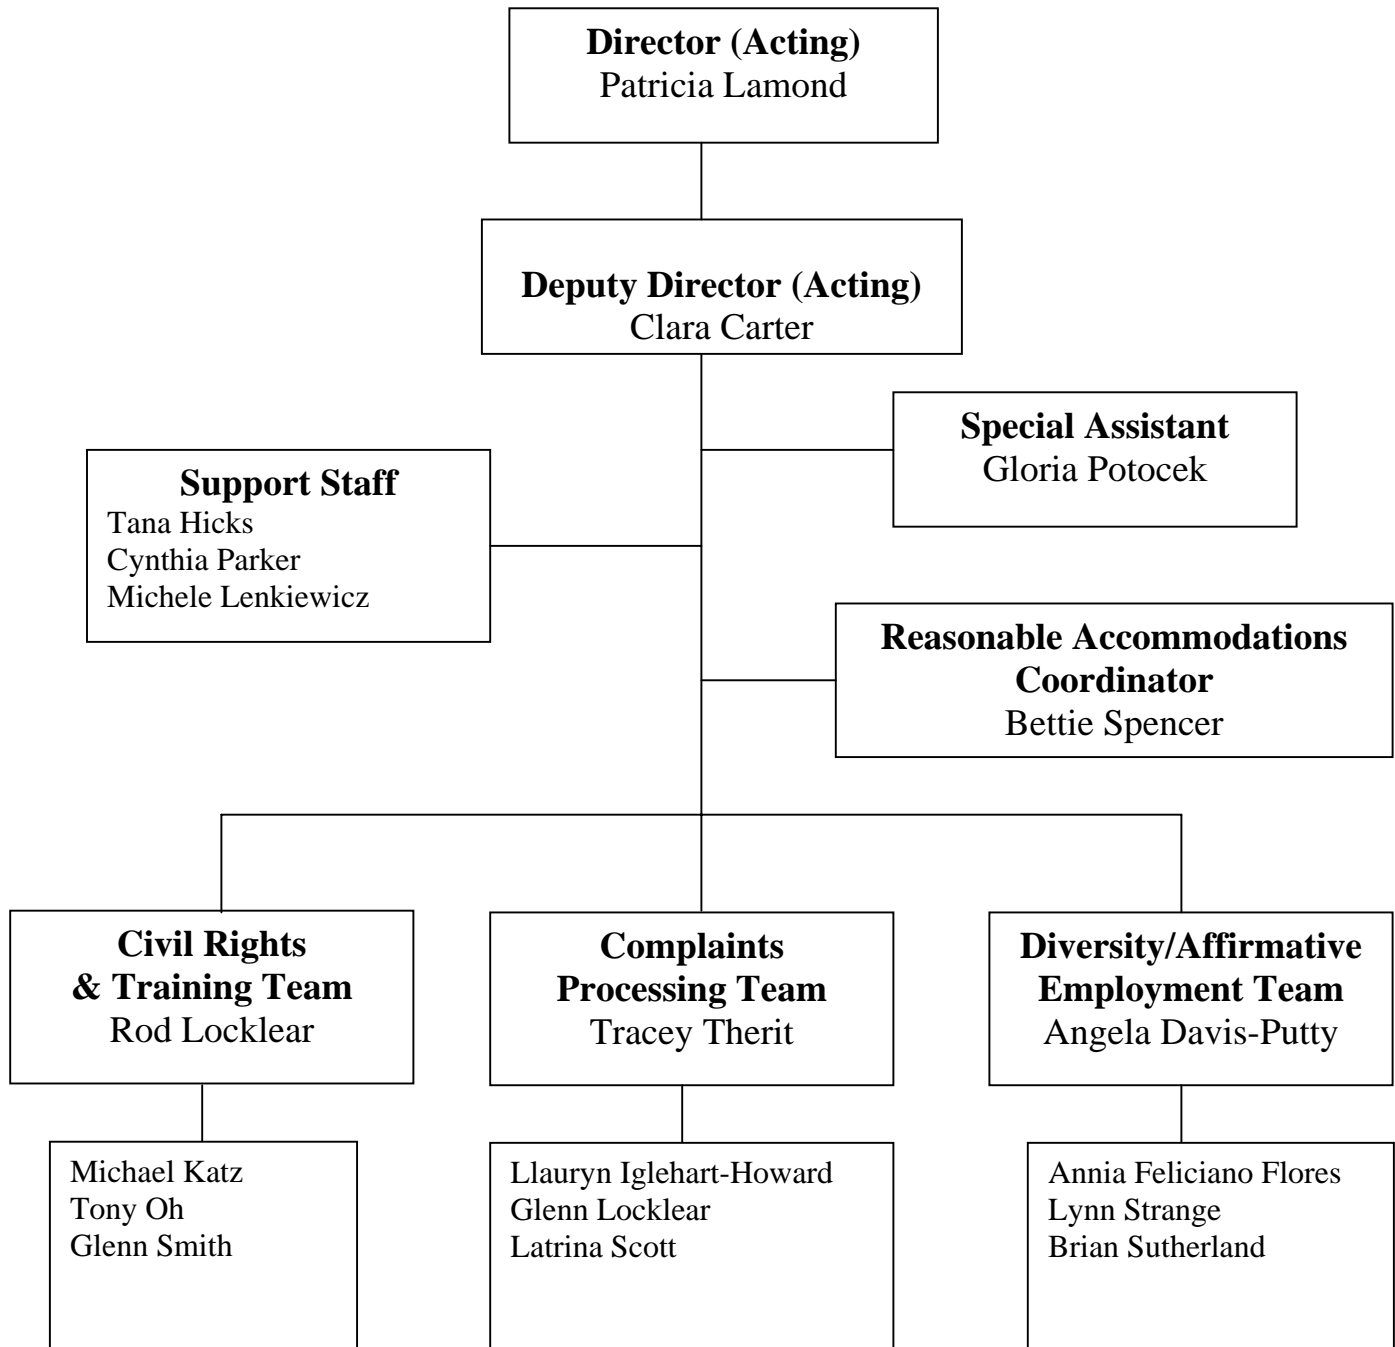 Director (Acting)
Patricia Lamond
Deputy Director (Acting)
Clara Carter
Special Assistant
Gloria Potocek
Support Staff
Tana Hicks
Cynthia Parker
Michele Lenkiewicz
Reasonable Accommodations
Coordinator
Bettie Spencer
Civil Rights
& Training Team
Rod Locklear
Complaints
Processing Team
Tracey Therit
Diversity/Affirmative
Employment Team
Angela Davis-Putty
Michael Katz
Tony Oh
Glenn Smith
Llauryn Iglehart-Howard
Glenn Locklear
Latrina Scott
Annia Feliciano Flores
Lynn Strange
Brian Sutherland